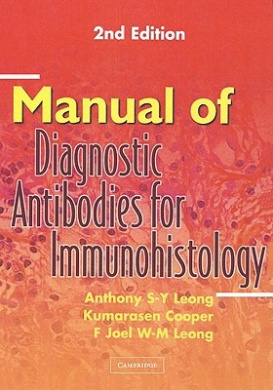 2nd Edition
Manual of
Diagnostic
Antibodies for
Immunohistology
Anthony S-Y Leong
Kumarasen Cooper
F Joel W-M Leong
CAMBRIDGE